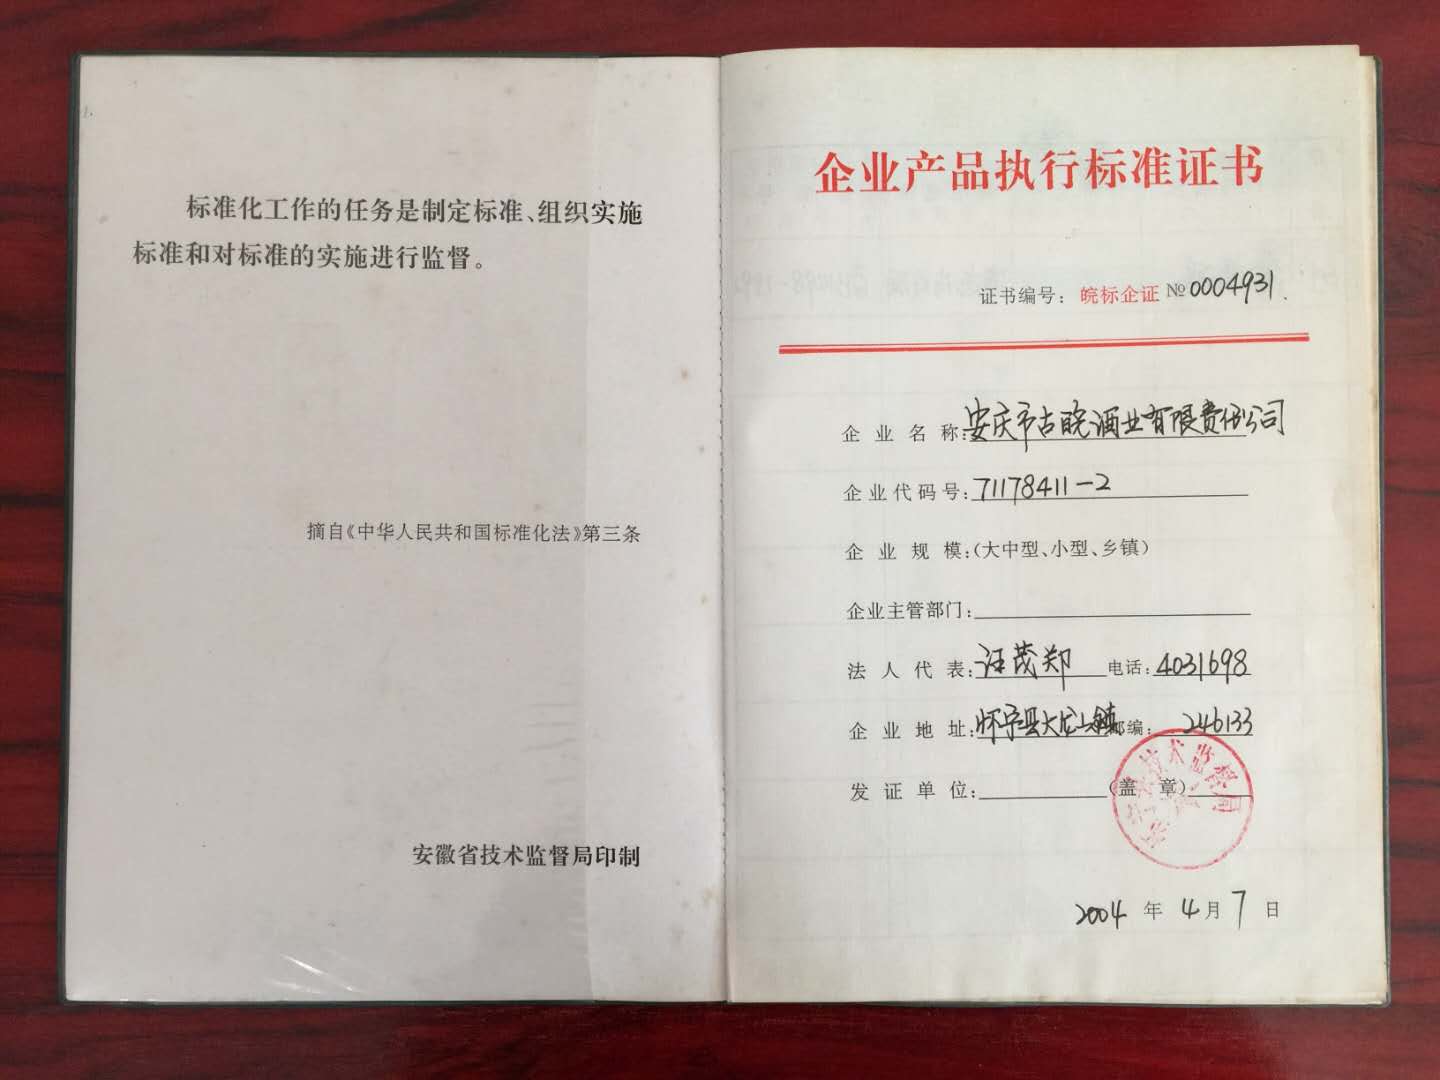 标准化工作的任务是制定标准、组织实施
标准和对标准的实施进行监督。
摘自《中华人民共和国标准化法》第三条
安徽省技术监督局印制
企业产品执行标准证书
证书编号：皖标企证 № 0004931
企业名称：安庆市古皖酒业有限责任公司
企业代码号：71178411-2
企业规模：（大中型、小型、乡镇）
企业主管部门：
法人代表：汪茂郑 电话：4031698
企业地址：怀宁县大龙山镇 邮编：246133
发证单位： （盖 章）
技术监督局
2004 年 4 月 7 日